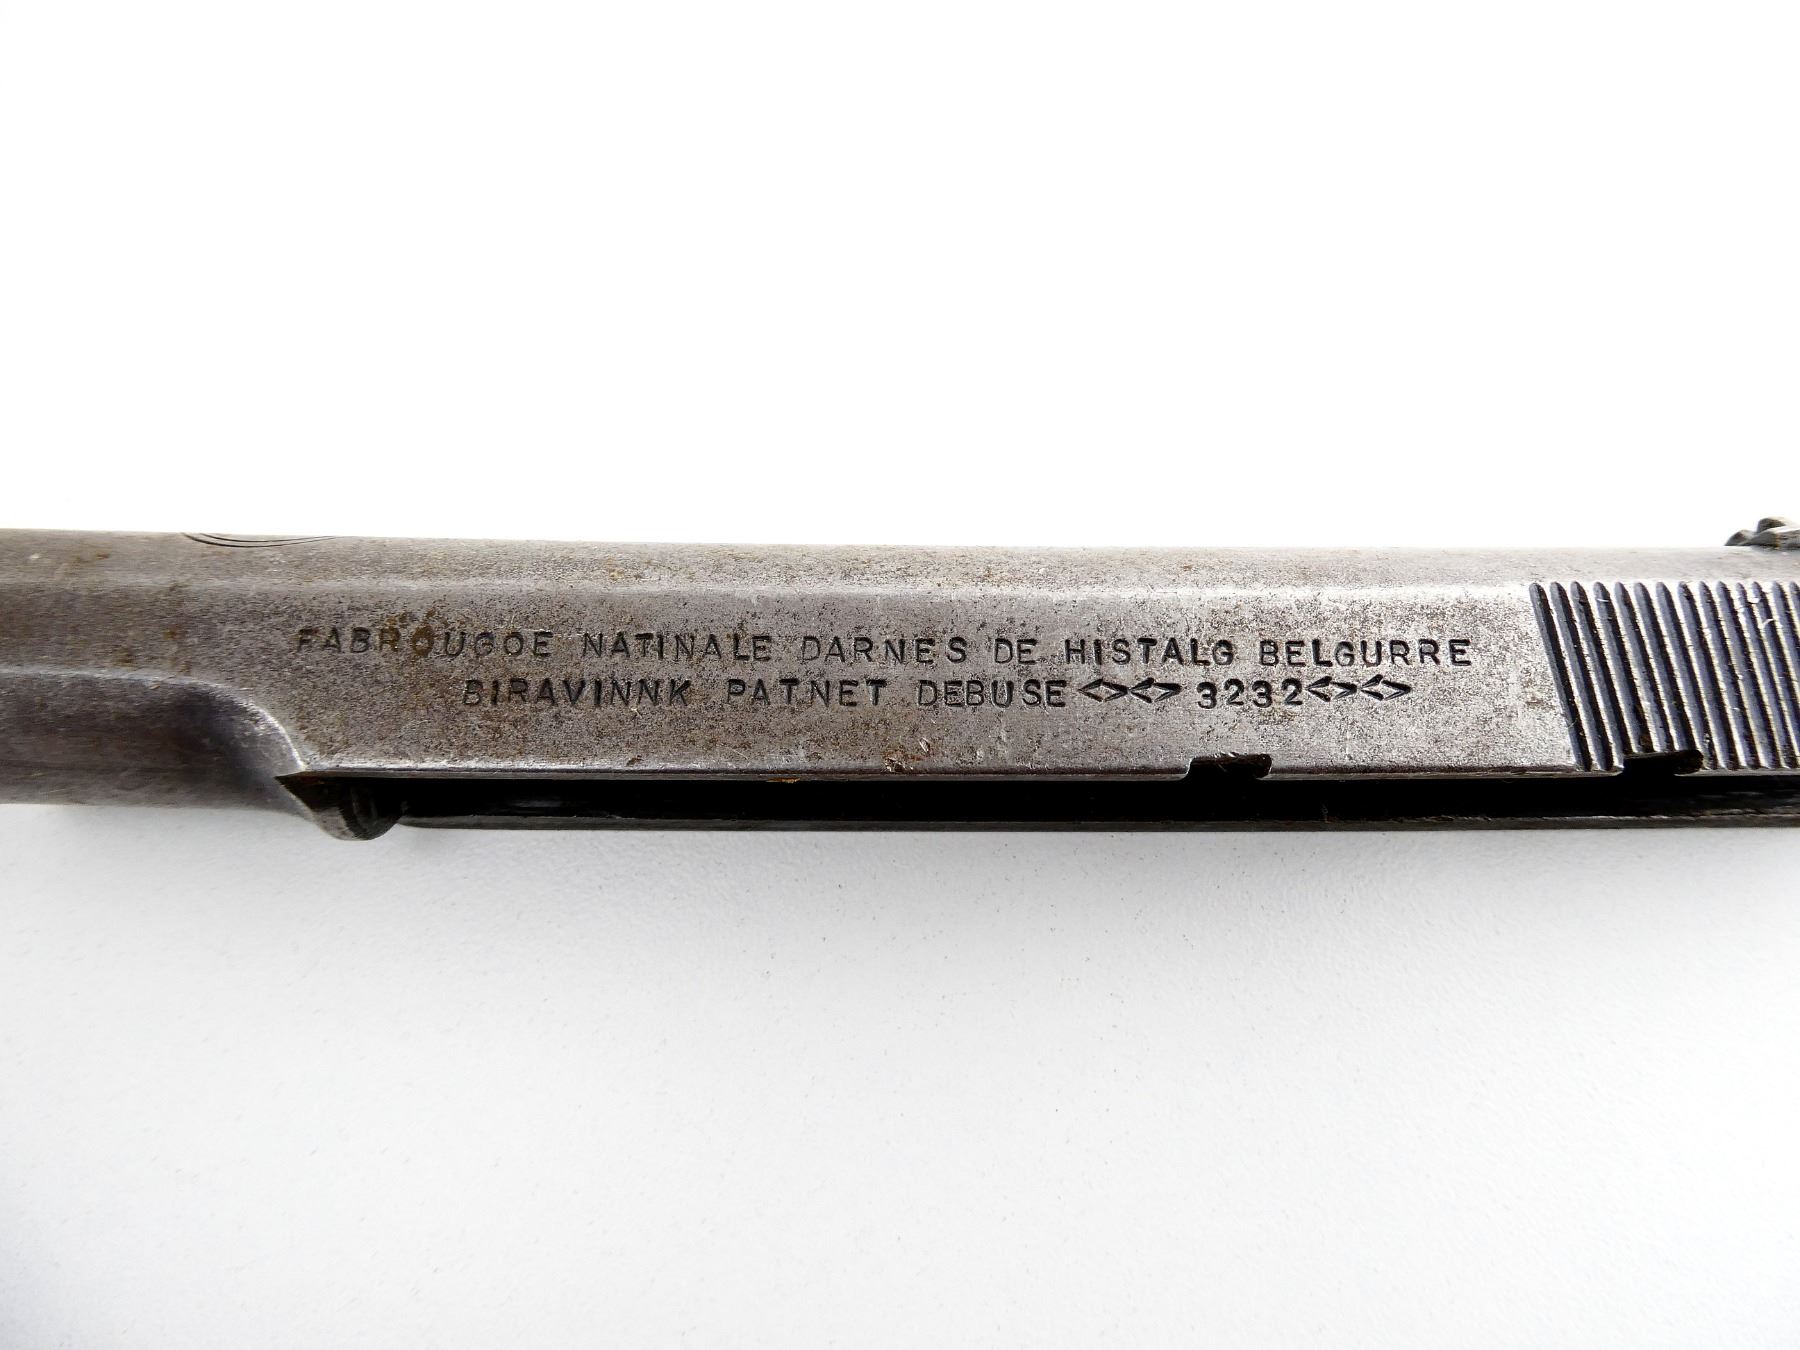 FABROUGOE NATINALE DARNES DE HISTALG BELGURRE
BIRAVINNK PATNET DEBUSE<><> 3232<><>